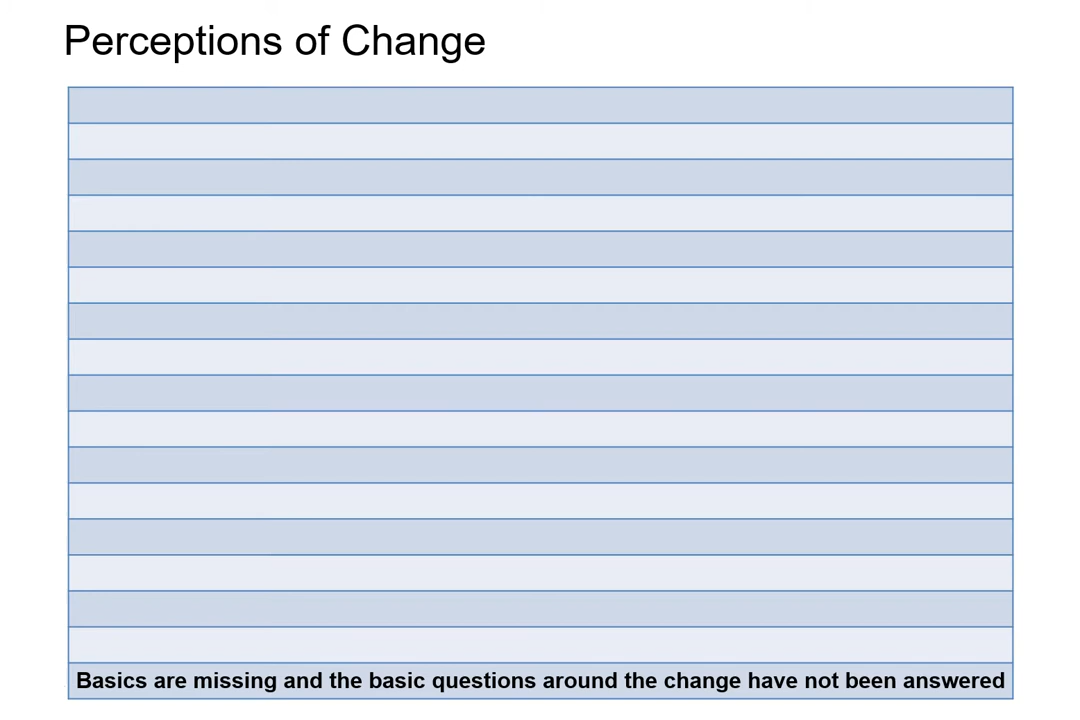 Perceptions of Change
Basics are missing and the basic questions around the change have not been answered